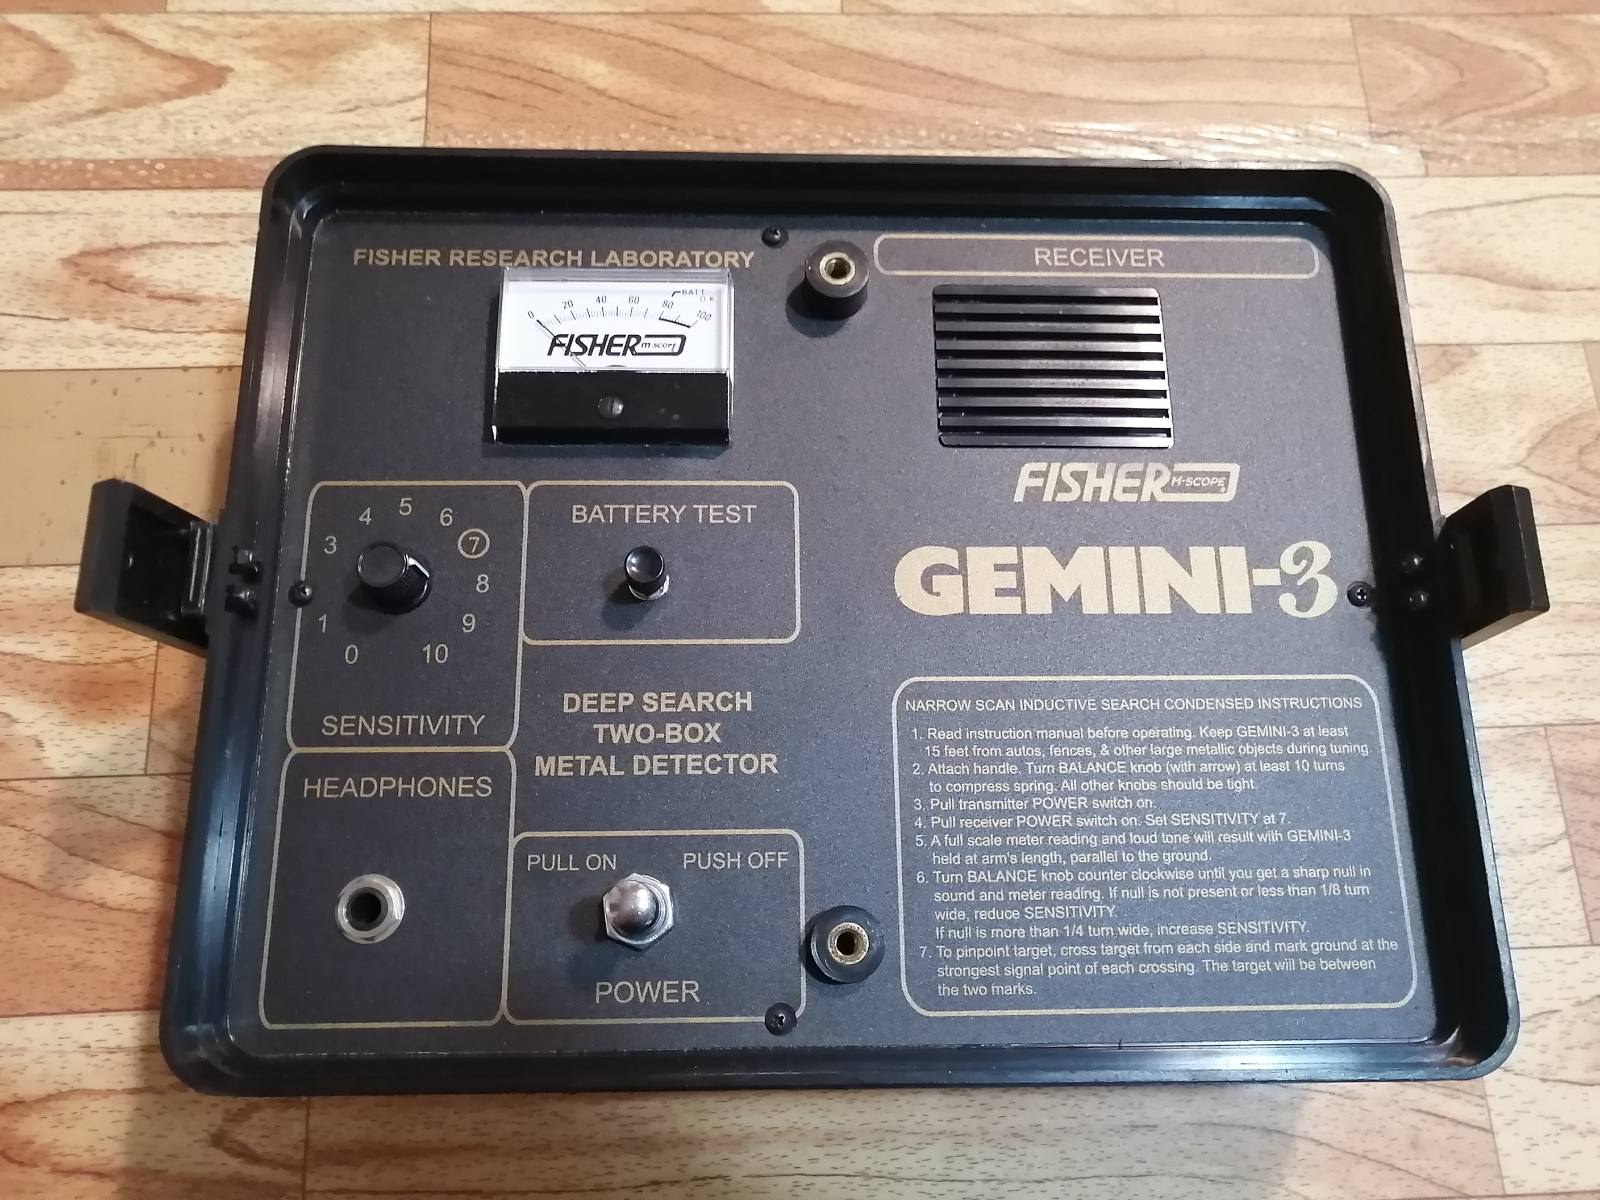 FISHER RESEARCH LABORATORY
RECEIVER
0 20 40 60 80 100
BATT.
O.K
FISHER M-SCOPE
FISHER M-SCOPE
GEMINI-3
0 1 3 4 5 6 7 8 9 10
SENSITIVITY
BATTERY TEST
DEEP SEARCH
TWO-BOX
METAL DETECTOR
HEADPHONES
PULL ON PUSH OFF
POWER
NARROW SCAN INDUCTIVE SEARCH CONDENSED INSTRUCTIONS
1. Read instruction manual before operating. Keep GEMINI-3 at least
15 feet from autos, fences, & other large metallic objects during tuning.
2. Attach handle. Turn BALANCE knob (with arrow) at least 10 turns
to compress spring. All other knobs should be tight.
3. Pull transmitter POWER switch on.
4. Pull receiver POWER switch on. Set SENSITIVITY at 7.
5. A full scale meter reading and loud tone will result with GEMINI-3
held at arm's length, parallel to the ground.
6. Turn BALANCE knob counter clockwise until you get a sharp null in
sound and meter reading. If null is not present or less than 1/8 turn
wide, reduce SENSITIVITY.
If null is more than 1/4 turn wide, increase SENSITIVITY.
7. To pinpoint target, cross target from each side and mark ground at the
strongest signal point of each crossing. The target will be between
the two marks.